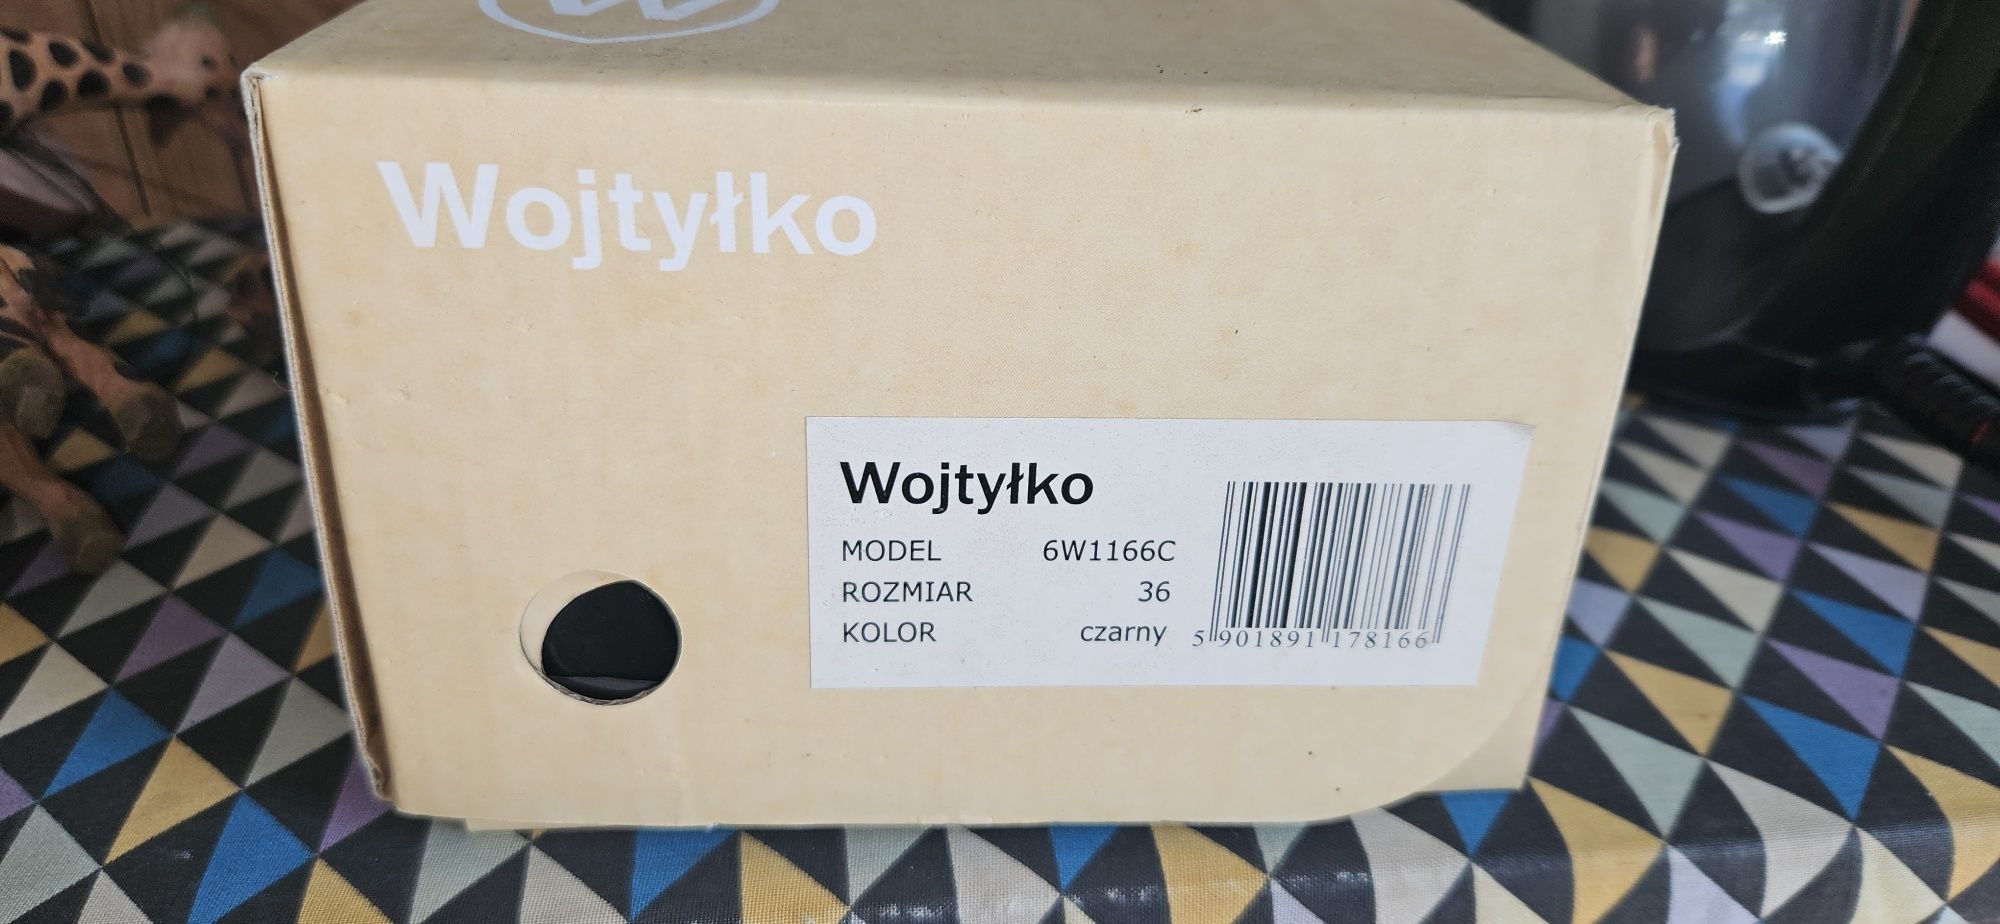 Wojtyłko
Wojtyłko
MODEL 6W1166C
ROZMIAR 36
KOLOR czarny
5 901891 178166